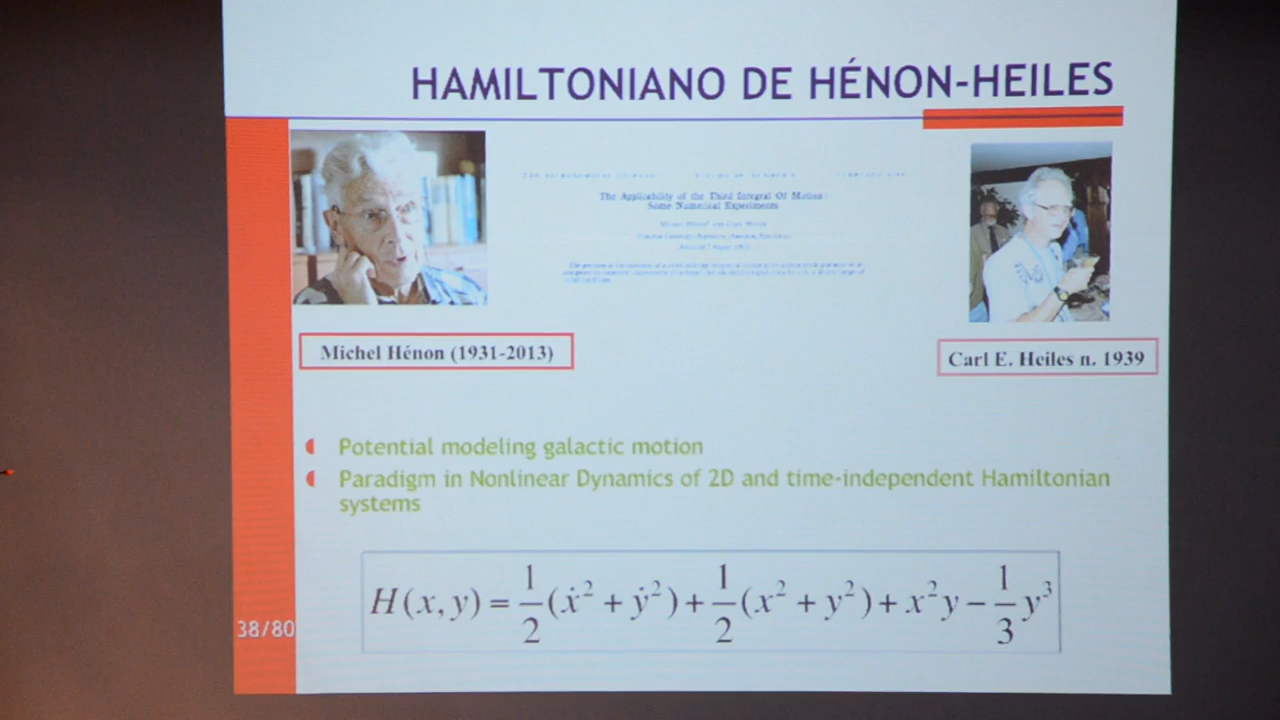 HAMILTONIANO DE HÉNON-HEILES
The Applicability of the Third Integral Of Motion:
Some Numerical Experiments
Michel Hénon (1931-2013)
Carl E. Heiles n. 1939
Potential modeling galactic motion
Paradigm in Nonlinear Dynamics of 2D and time-independent Hamiltonian
systems
H(x, y) = 1/2 (ẋ² + ẏ²) + 1/2 (x² + y²) + x²y − 1/3 y³
38/80